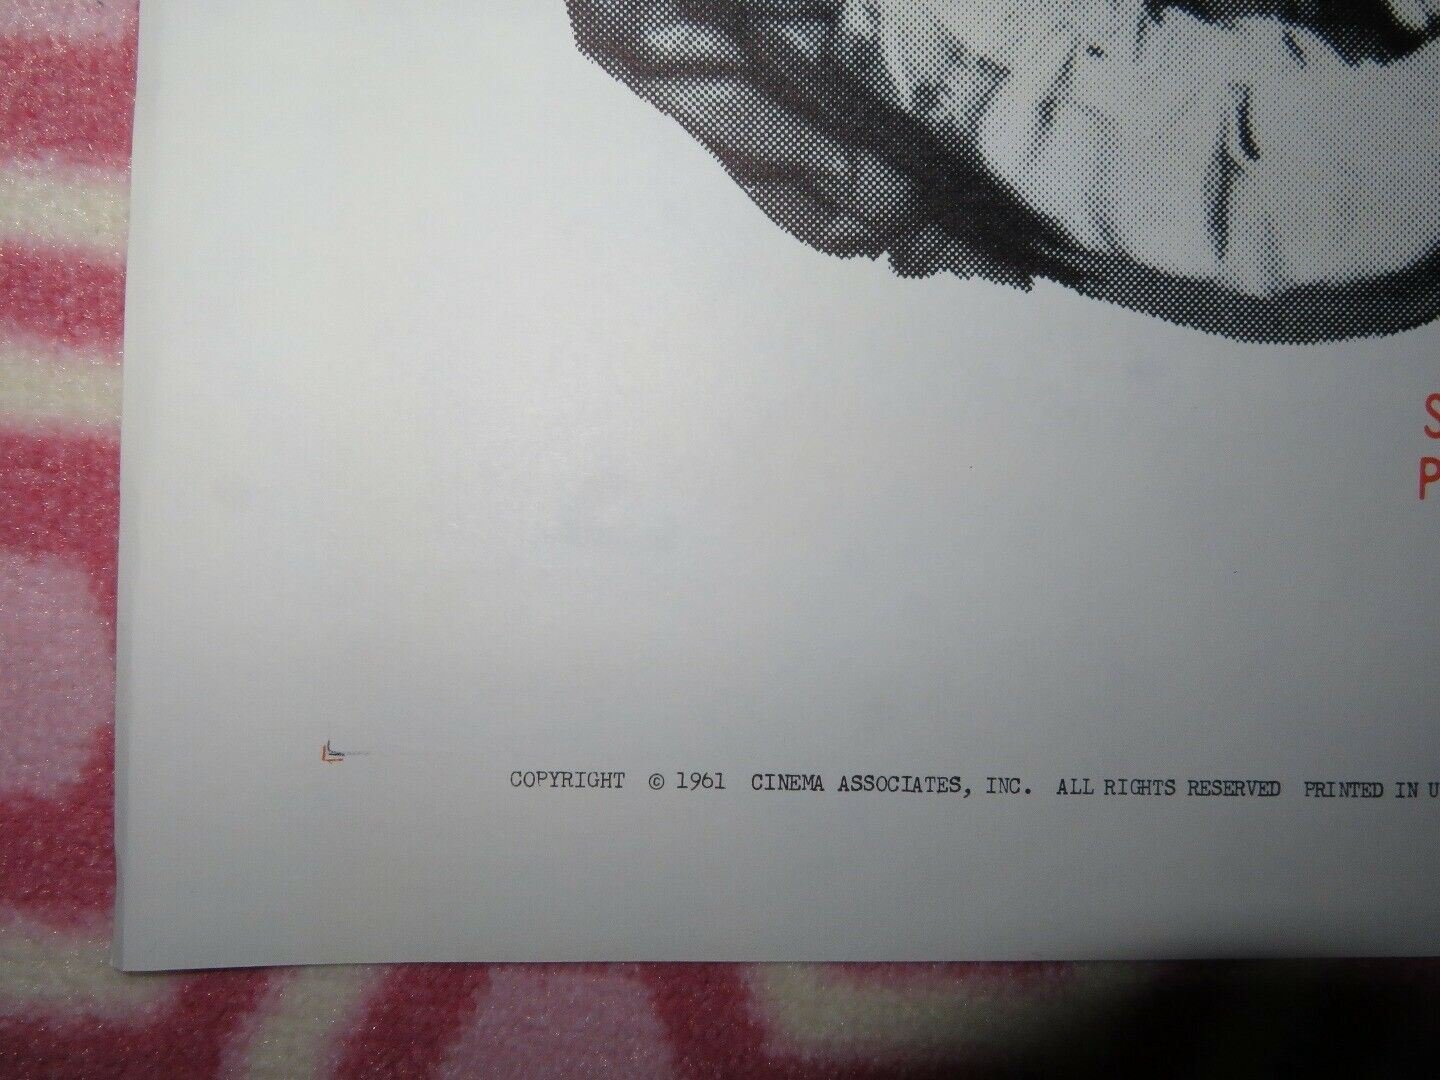 S
P
COPYRIGHT © 1961 CINEMA ASSOCIATES, INC. ALL RIGHTS RESERVED PRINTED IN U